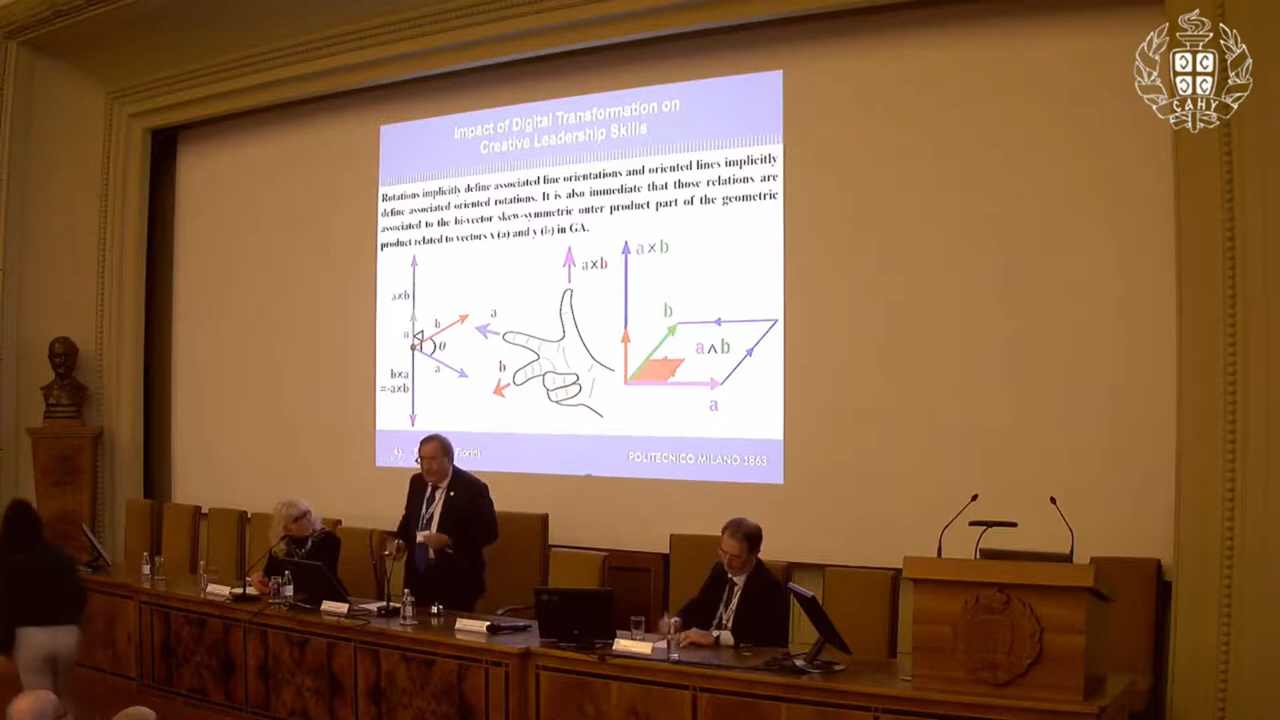 САНУ
Impact of Digital Transformation on
Creative Leadership Skills
Rotations implicitly define associated line orientations and oriented lines implicitly
define associated oriented rotations. It is also immediate that those relations are
associated to the bi-vector skew-symmetric outer product part of the geometric
product related to vectors x (a) and y (b) in GA.
a×b
n
b
θ
a
b×a
=-a×b
a×b
a
b
a×b
b
a∧b
a
Fiorini
POLITECNICO MILANO 1863